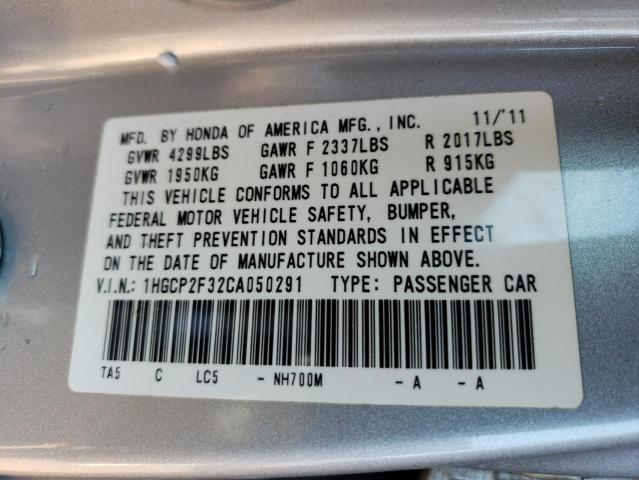 MFD. BY HONDA OF AMERICA MFG., INC. 11/'11
GVWR 4299LBS GAWR F 2337LBS R 2017LBS
GVWR 1950KG GAWR F 1060KG R 915KG
THIS VEHICLE CONFORMS TO ALL APPLICABLE
FEDERAL MOTOR VEHICLE SAFETY, BUMPER,
AND THEFT PREVENTION STANDARDS IN EFFECT
ON THE DATE OF MANUFACTURE SHOWN ABOVE.
V.I.N.: 1HGCP2F32CA050291 TYPE: PASSENGER CAR
TA5 C LC5 - NH700M - A - A